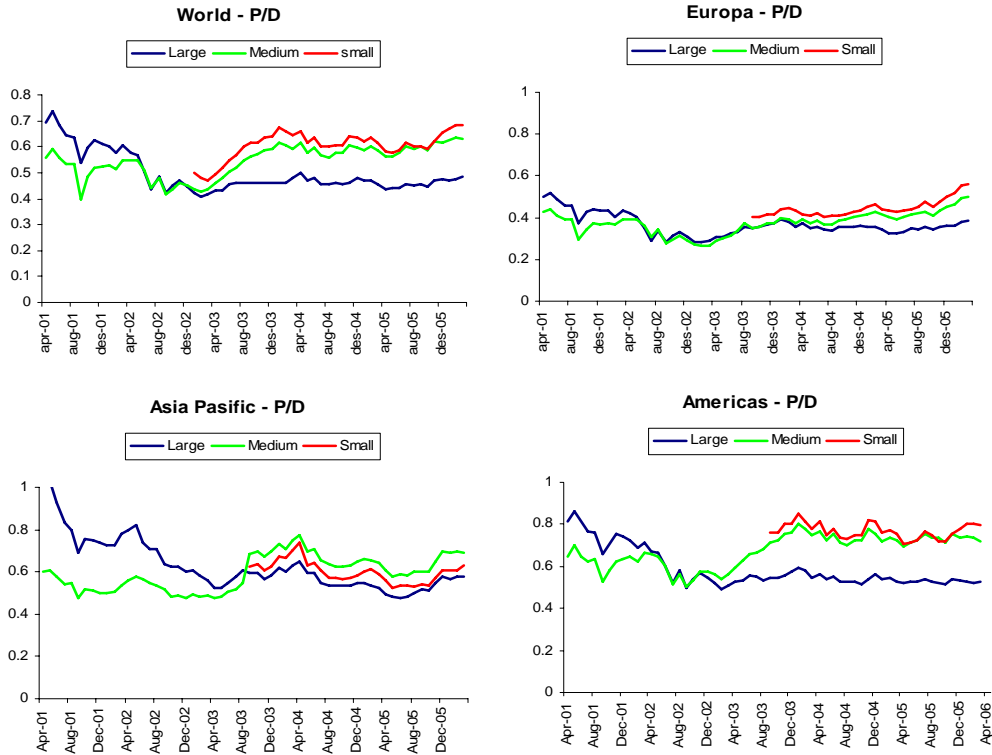 World - P/D
Large Medium small
0.8
0.7
0.6
0.5
0.4
0.3
0.2
0.1
0
apr-01
aug-01
des-01
apr-02
aug-02
des-02
apr-03
aug-03
des-03
apr-04
aug-04
des-04
apr-05
aug-05
des-05
Europa - P/D
Large Medium Small
1
0.8
0.6
0.4
0.2
0
apr-01
aug-01
des-01
apr-02
aug-02
des-02
apr-03
aug-03
des-03
apr-04
aug-04
des-04
apr-05
aug-05
des-05
Asia Pasific - P/D
Large Medium Small
1
0.8
0.6
0.4
0.2
0
Apr-01
Aug-01
Dec-01
Apr-02
Aug-02
Dec-02
Apr-03
Aug-03
Dec-03
Apr-04
Aug-04
Dec-04
Apr-05
Aug-05
Dec-05
Americas - P/D
Large Medium Small
1
0.8
0.6
0.4
0.2
0
Apr-01
Aug-01
Dec-01
Apr-02
Aug-02
Dec-02
Apr-03
Aug-03
Dec-03
Apr-04
Aug-04
Dec-04
Apr-05
Aug-05
Dec-05
Apr-06